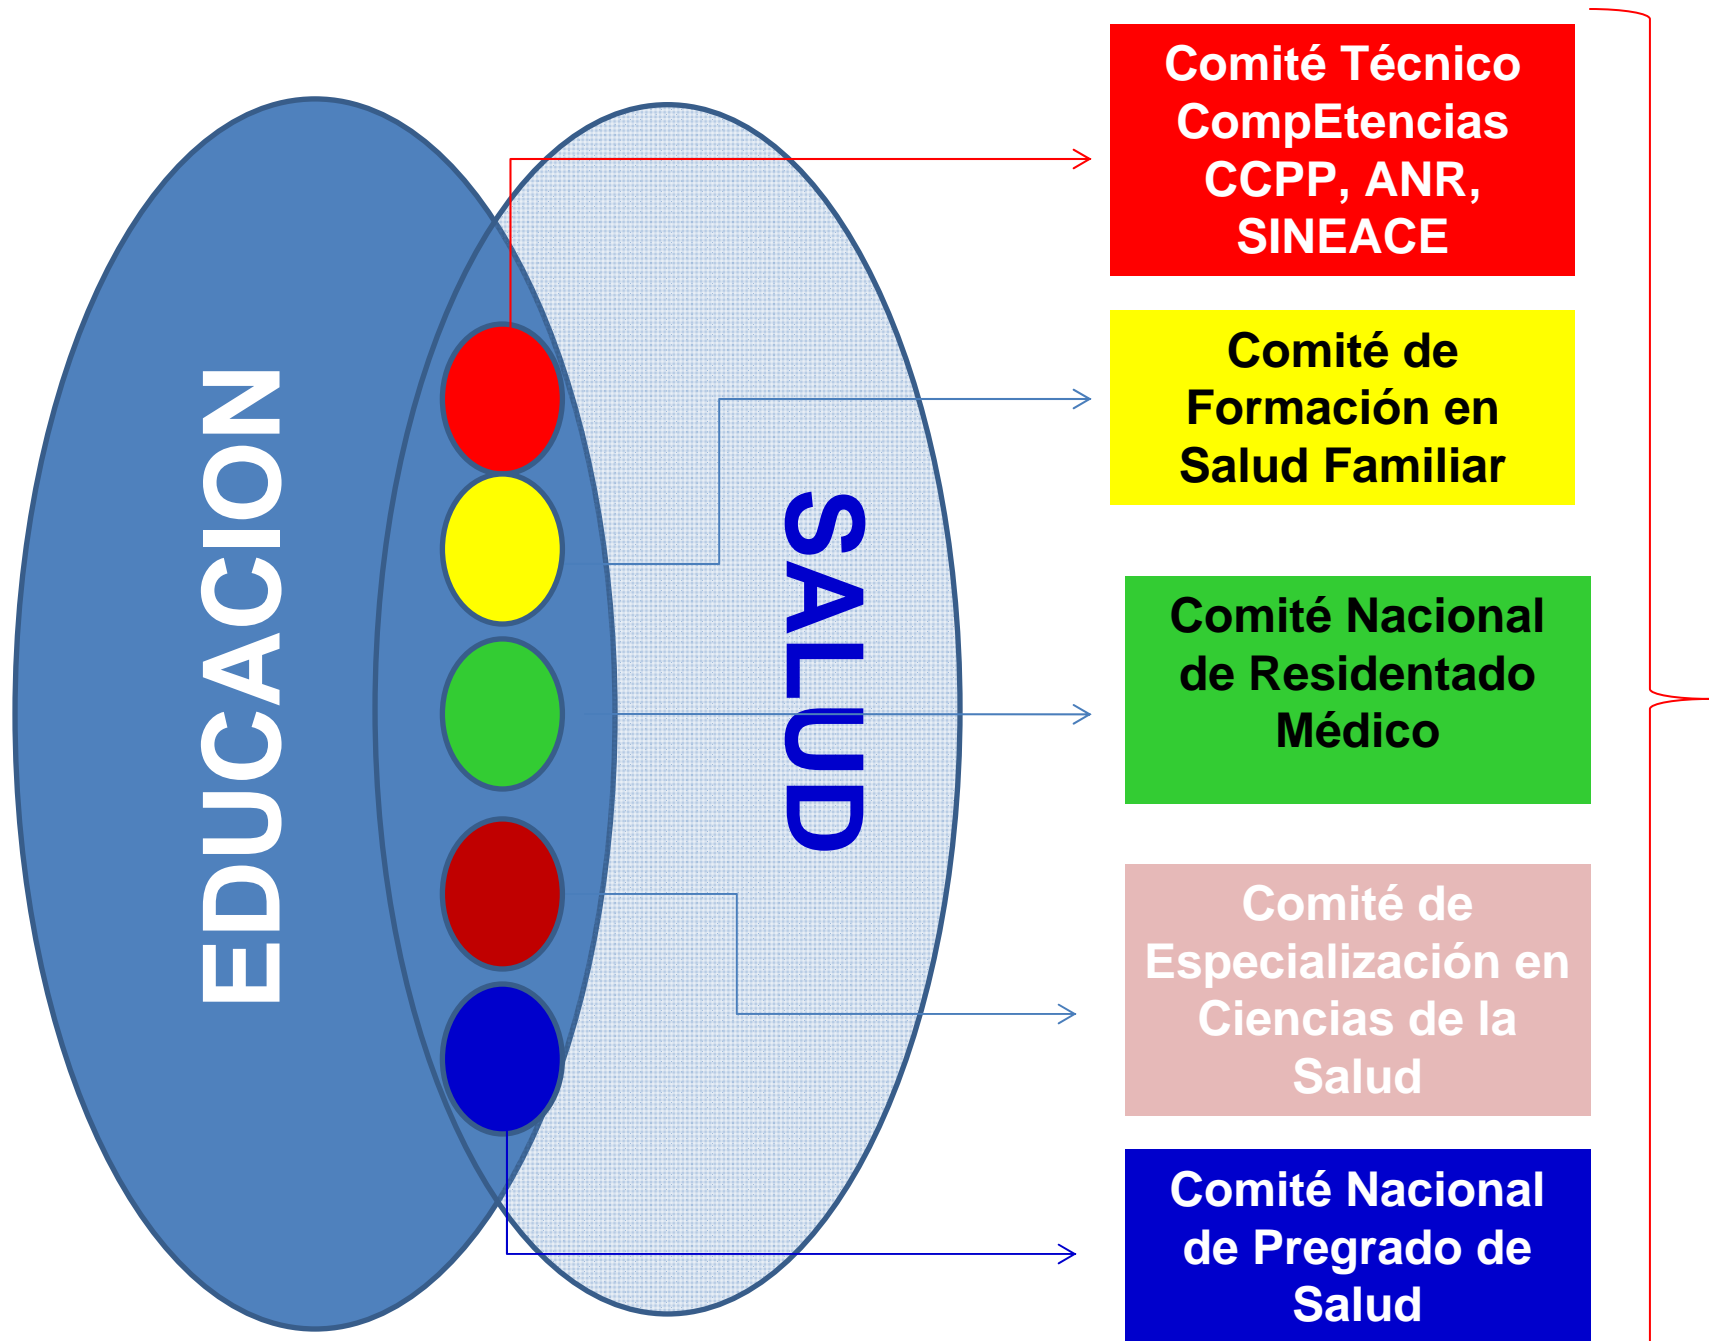 EDUCACION
SALUD
Comité Técnico
CompEtencias
CCPP, ANR,
SINEACE
Comité de
Formación en
Salud Familiar
Comité Nacional
de Residentado
Médico
Comité de
Especialización en
Ciencias de la
Salud
Comité Nacional
de Pregrado de
Salud